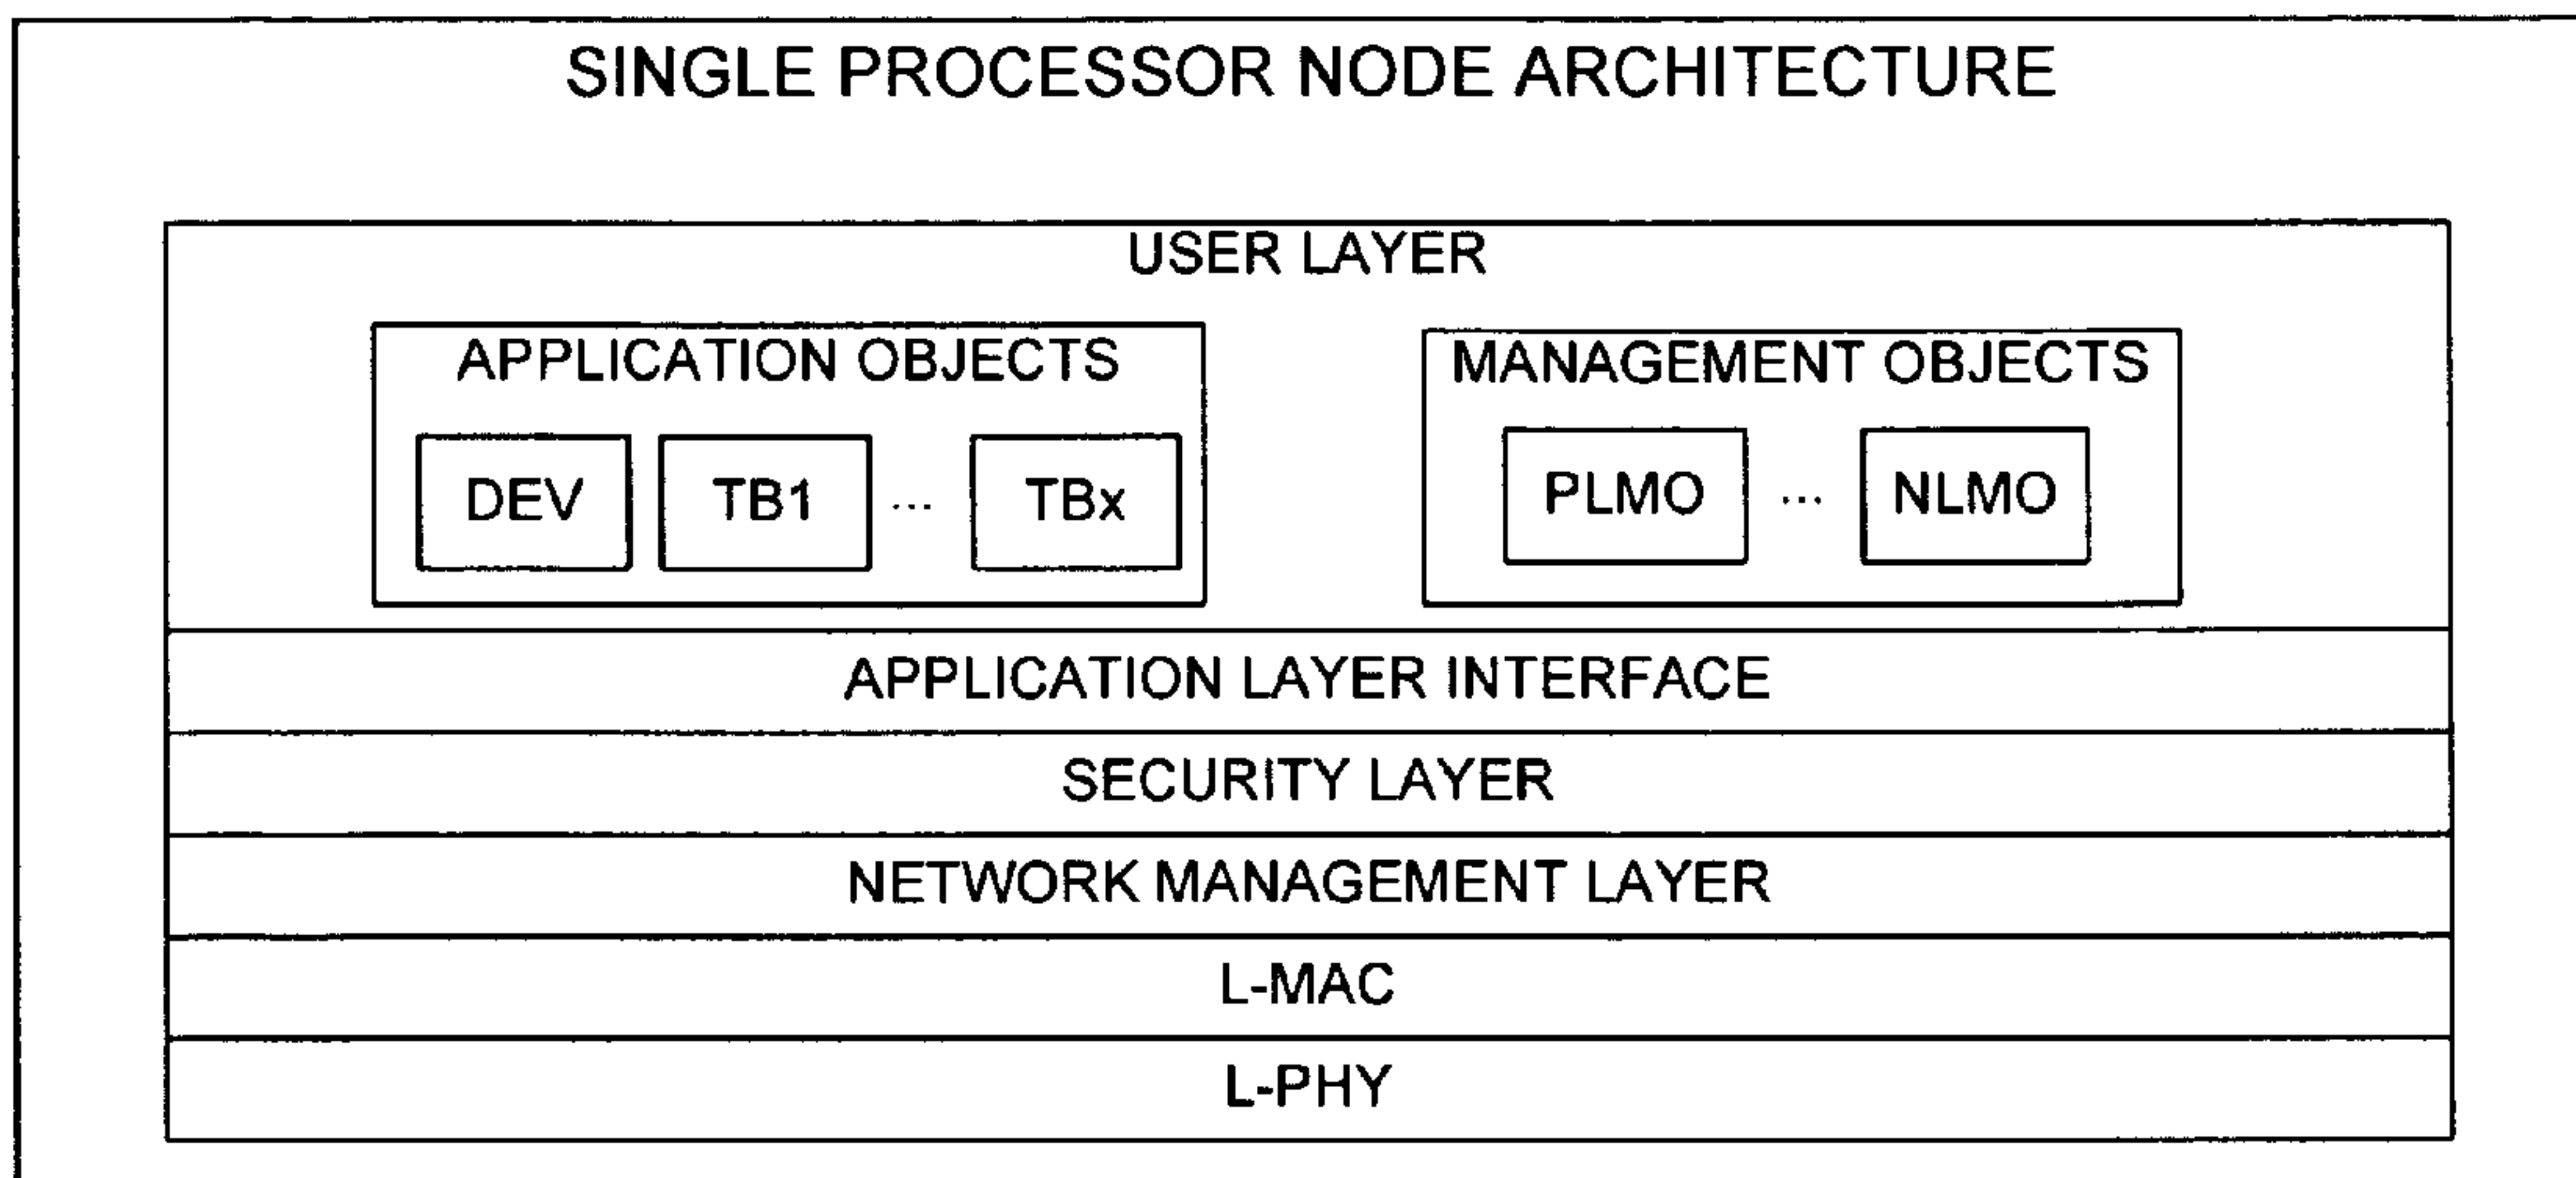 SINGLE PROCESSOR NODE ARCHITECTURE
USER LAYER
APPLICATION OBJECTS
DEV TB1 ... TBx
MANAGEMENT OBJECTS
PLMO ... NLMO
APPLICATION LAYER INTERFACE
SECURITY LAYER
NETWORK MANAGEMENT LAYER
L-MAC
L-PHY